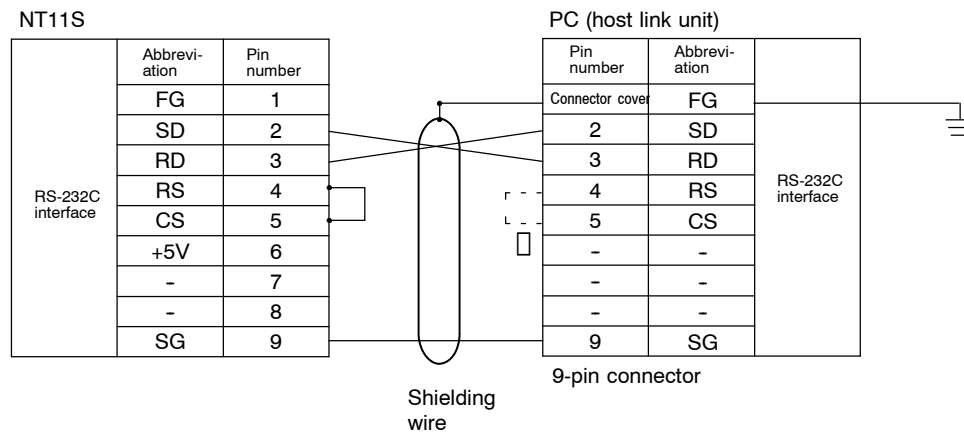 NT11S
PC (host link unit)
Abbrevi-
ation
Pin
number
Pin
number
Abbrevi-
ation
FG 1 Connector cover FG
SD 2 2 SD
RD 3 3 RD
RS 4 4 RS
CS 5 5 CS
+5V 6 - -
- 7 - -
- 8 - -
SG 9 9 SG
RS-232C
interface
RS-232C
interface
9-pin connector
Shielding
wire